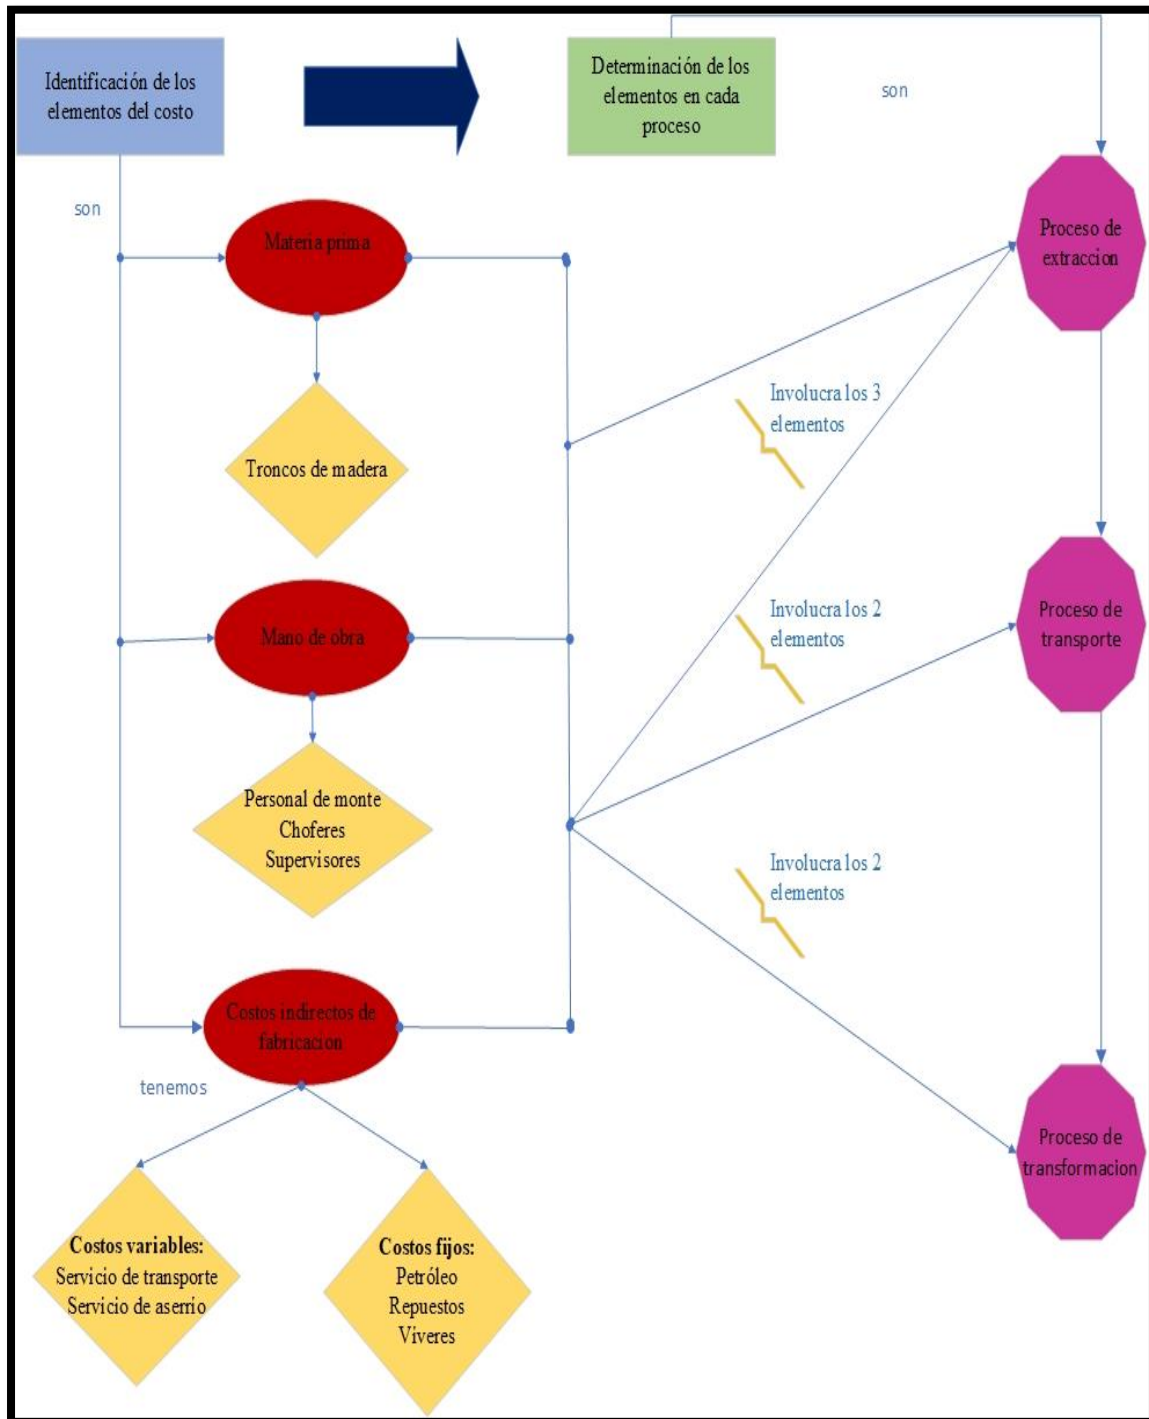 Identificación de los
elementos del costo
Determinación de los
elementos en cada
proceso
son
son
Materia prima
Proceso de
extraccion
Involucra los 3
elementos
Troncos de madera
Mano de obra
Involucra los 2
elementos
Proceso de
transporte
Personal de monte
Choferes
Supervisores
Involucra los 2
elementos
Costos indirectos de
fabricacion
tenemos
Proceso de
transformacion
Costos variables:
Servicio de transporte
Servicio de aserrío
Costos fijos:
Petróleo
Repuestos
Víveres